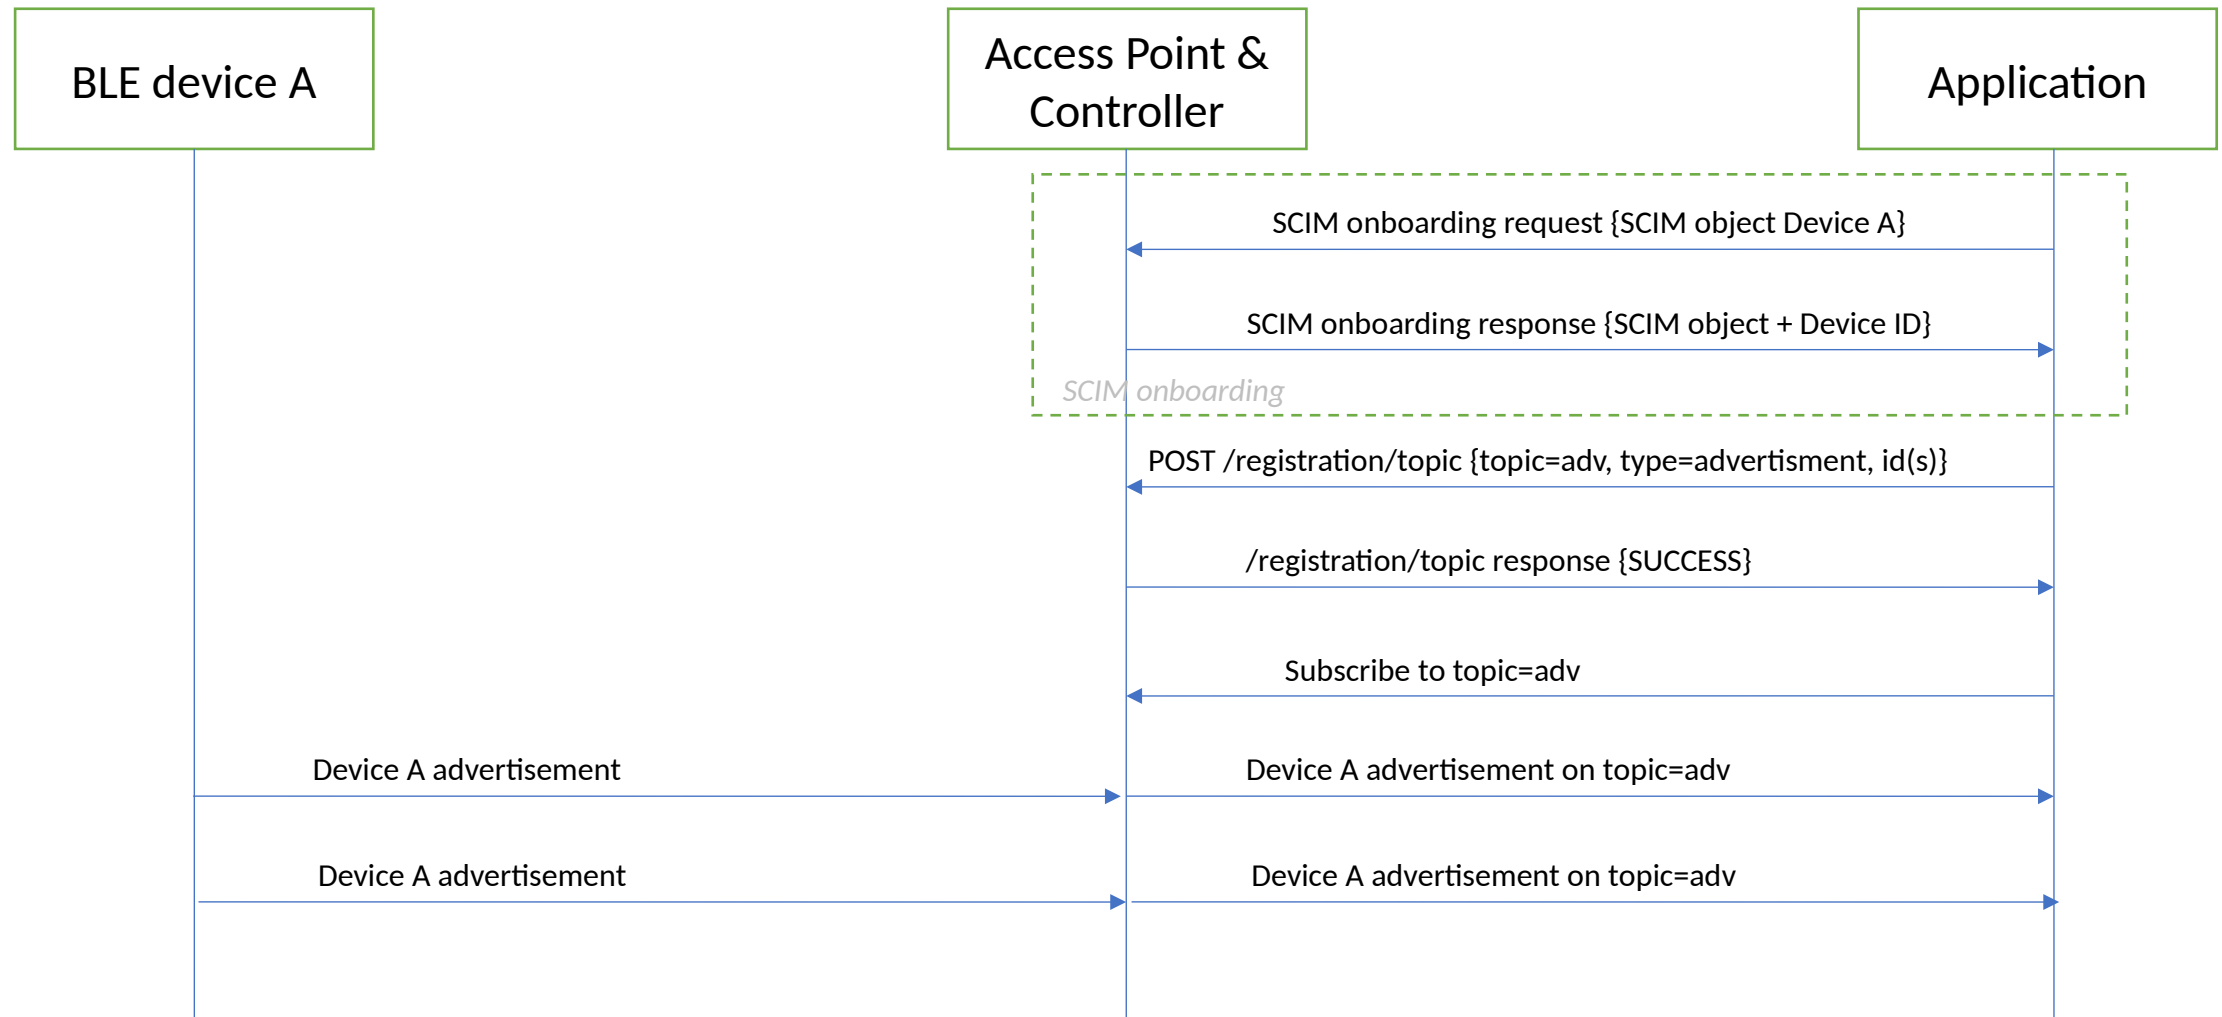 BLE device A
Access Point &
Controller
Application
SCIM onboarding request {SCIM object Device A}
SCIM onboarding response {SCIM object + Device ID}
SCIM onboarding
POST /registration/topic {topic=adv, type=advertisment, id(s)}
/registration/topic response {SUCCESS}
Subscribe to topic=adv
Device A advertisement
Device A advertisement on topic=adv
Device A advertisement
Device A advertisement on topic=adv